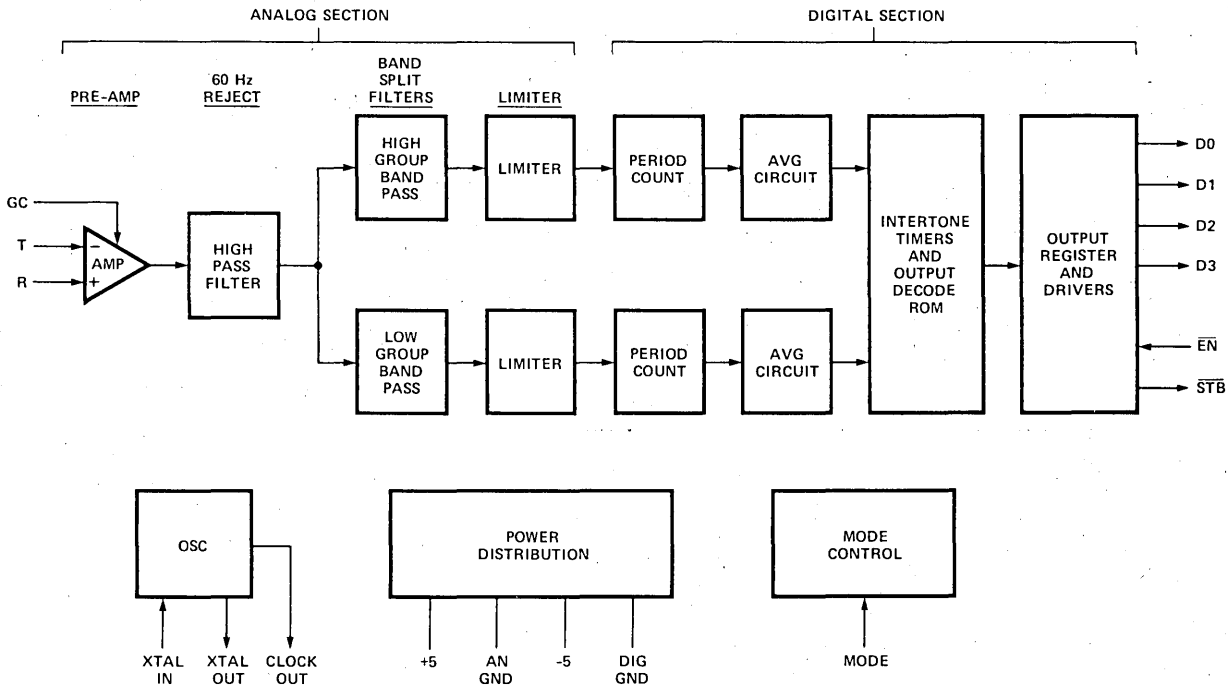 ANALOG SECTION
DIGITAL SECTION
PRE-AMP
60 Hz
REJECT
BAND
SPLIT
FILTERS
LIMITER
GC
T
R
−
+
AMP
HIGH
PASS
FILTER
HIGH
GROUP
BAND
PASS
LIMITER
PERIOD
COUNT
AVG
CIRCUIT
LOW
GROUP
BAND
PASS
LIMITER
PERIOD
COUNT
AVG
CIRCUIT
INTERTONE
TIMERS
AND
OUTPUT
DECODE
ROM
OUTPUT
REGISTER
AND
DRIVERS
D0
D1
D2
D3
E̅N̅
S̅T̅B̅
OSC
XTAL
IN
XTAL
OUT
CLOCK
OUT
POWER
DISTRIBUTION
+5
AN
GND
-5
DIG
GND
MODE
CONTROL
MODE